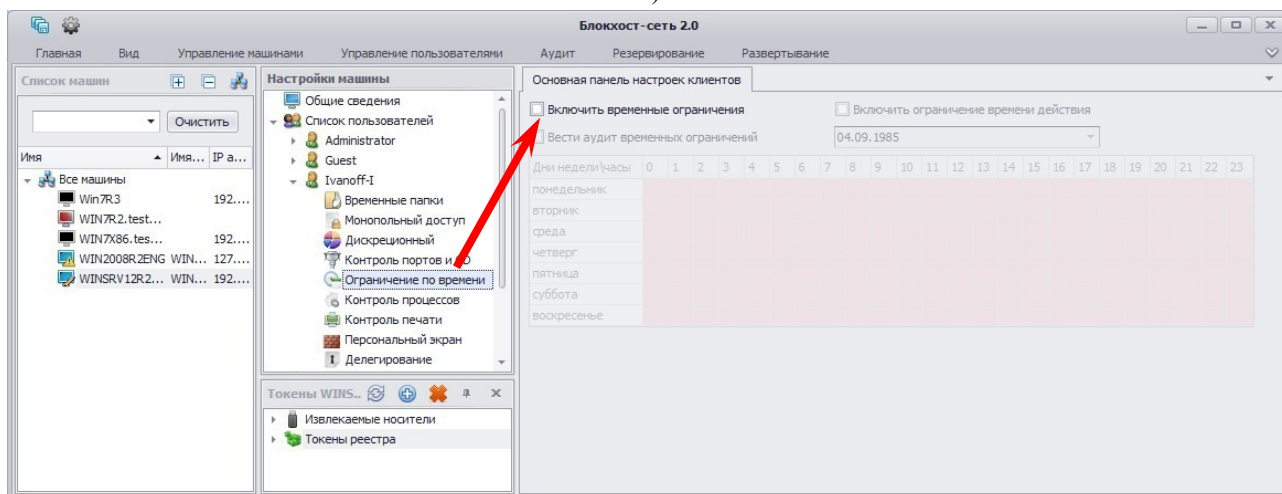 )
Блокхост-сеть 2.0
Главная Вид Управление машинами Управление пользователями Аудит Резервирование Развертывание
Список машин
Очистить
Имя Имя... IP a...
Все машины
Win7R3 192....
WIN7R2.test...
WIN7X86.tes... 192....
WIN2008R2ENG WIN... 127....
WINSRV12R2... WIN... 192....
Настройки машины
Общие сведения
Список пользователей
Administrator
Guest
Ivanoff-I
Временные папки
Монопольный доступ
Дискреционный
Контроль портов и
Ограничение по времени
Контроль процессов
Контроль печати
Персональный экран
Делегирование
Токены WINS..
Извлекаемые носители
Токены реестра
Основная панель настроек клиентов
Включить временные ограничения Включить ограничение времени действия
Вести аудит временных ограничений 04.09.1985
Дни недели\часы 0 1 2 3 4 5 6 7 8 9 10 11 12 13 14 15 16 17 18 19 20 21 22 23
понедельник
вторник
среда
четверг
пятница
суббота
воскресенье